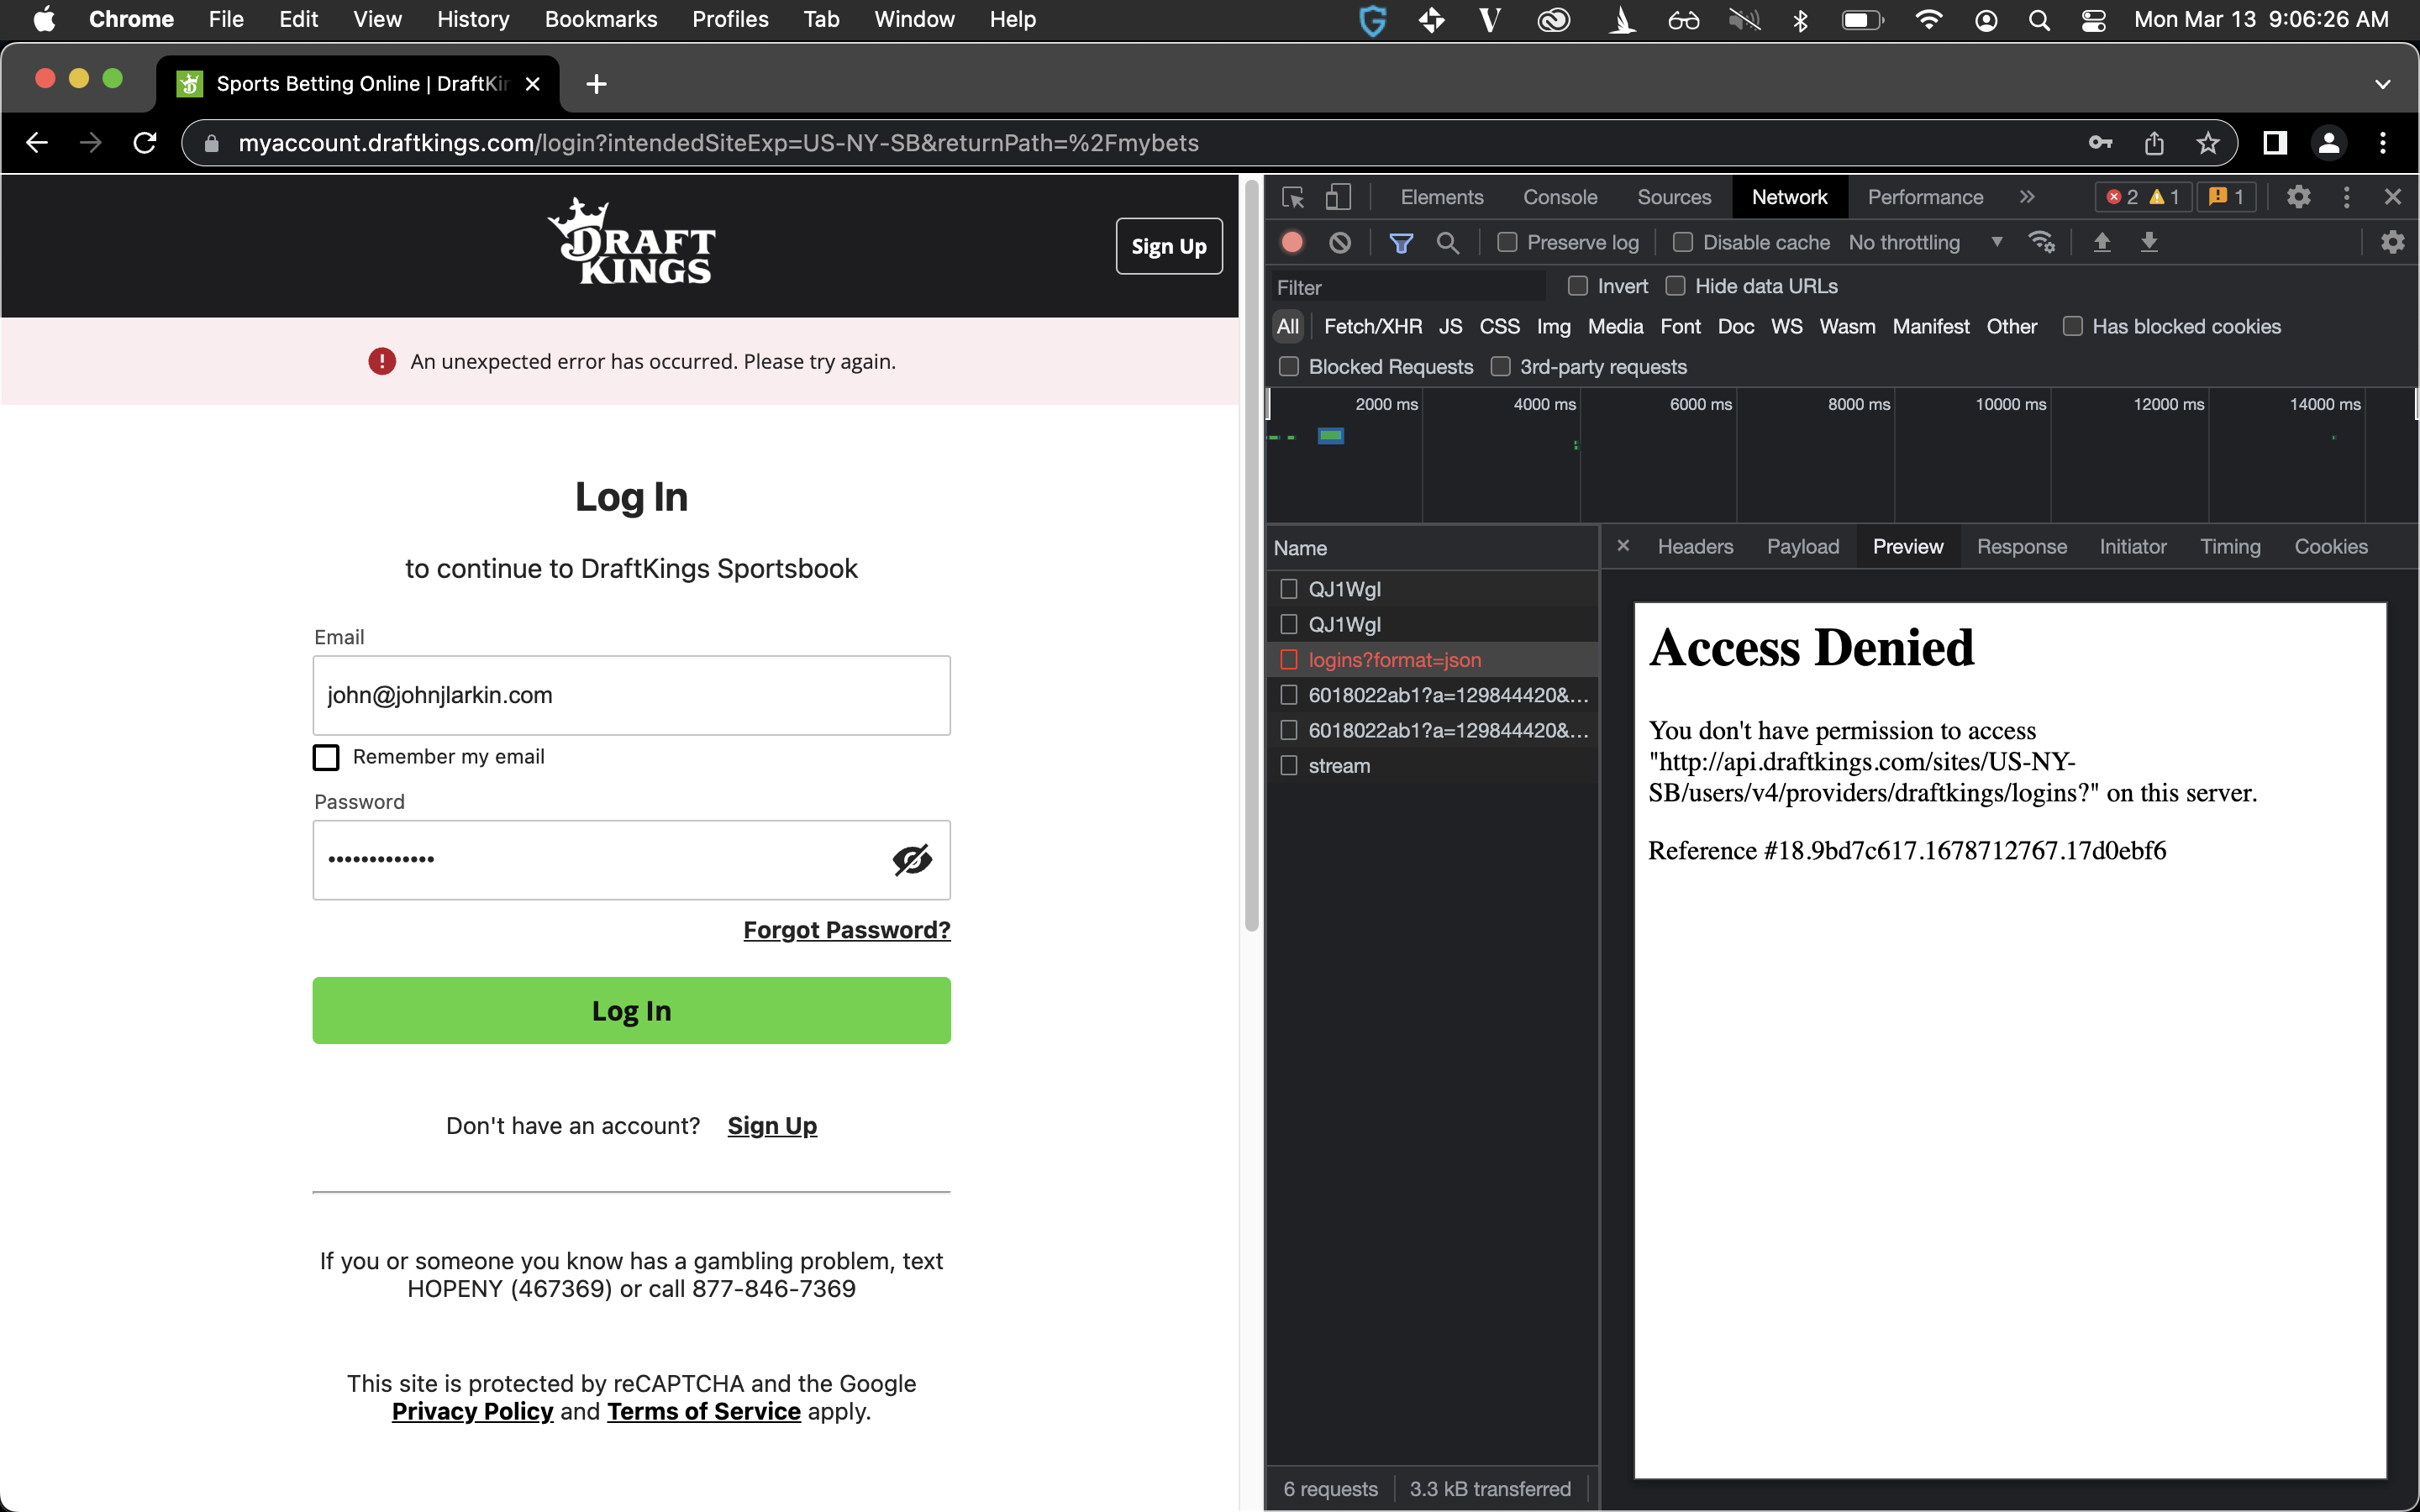 Chrome File Edit View History Bookmarks Profiles Tab Window Help Mon Mar 13 9:06:26 AM
Sports Betting Online | DraftKin
myaccount.draftkings.com/login?intendedSiteExp=US-NY-SB&returnPath=%2Fmybets
DRAFT
KINGS
Sign Up
An unexpected error has occurred. Please try again.
Log In
to continue to DraftKings Sportsbook
Email
john@johnjlarkin.com
Remember my email
Password
•••••••••••••
Forgot Password?
Log In
Don't have an account? Sign Up
If you or someone you know has a gambling problem, text
HOPENY (467369) or call 877-846-7369
This site is protected by reCAPTCHA and the Google
Privacy Policy and Terms of Service apply.
Elements Console Sources Network Performance » 2 1 1
Preserve log Disable cache No throttling
Filter Invert Hide data URLs
All Fetch/XHR JS CSS Img Media Font Doc WS Wasm Manifest Other Has blocked cookies
Blocked Requests 3rd-party requests
2000 ms 4000 ms 6000 ms 8000 ms 10000 ms 12000 ms 14000 ms
Name
QJ1WgI
QJ1WgI
logins?format=json
6018022ab1?a=129844420&...
6018022ab1?a=129844420&...
stream
6 requests 3.3 kB transferred
Headers Payload Preview Response Initiator Timing Cookies
Access Denied
You don't have permission to access
"http://api.draftkings.com/sites/US-NY-
SB/users/v4/providers/draftkings/logins?" on this server.
Reference #18.9bd7c617.1678712767.17d0ebf6